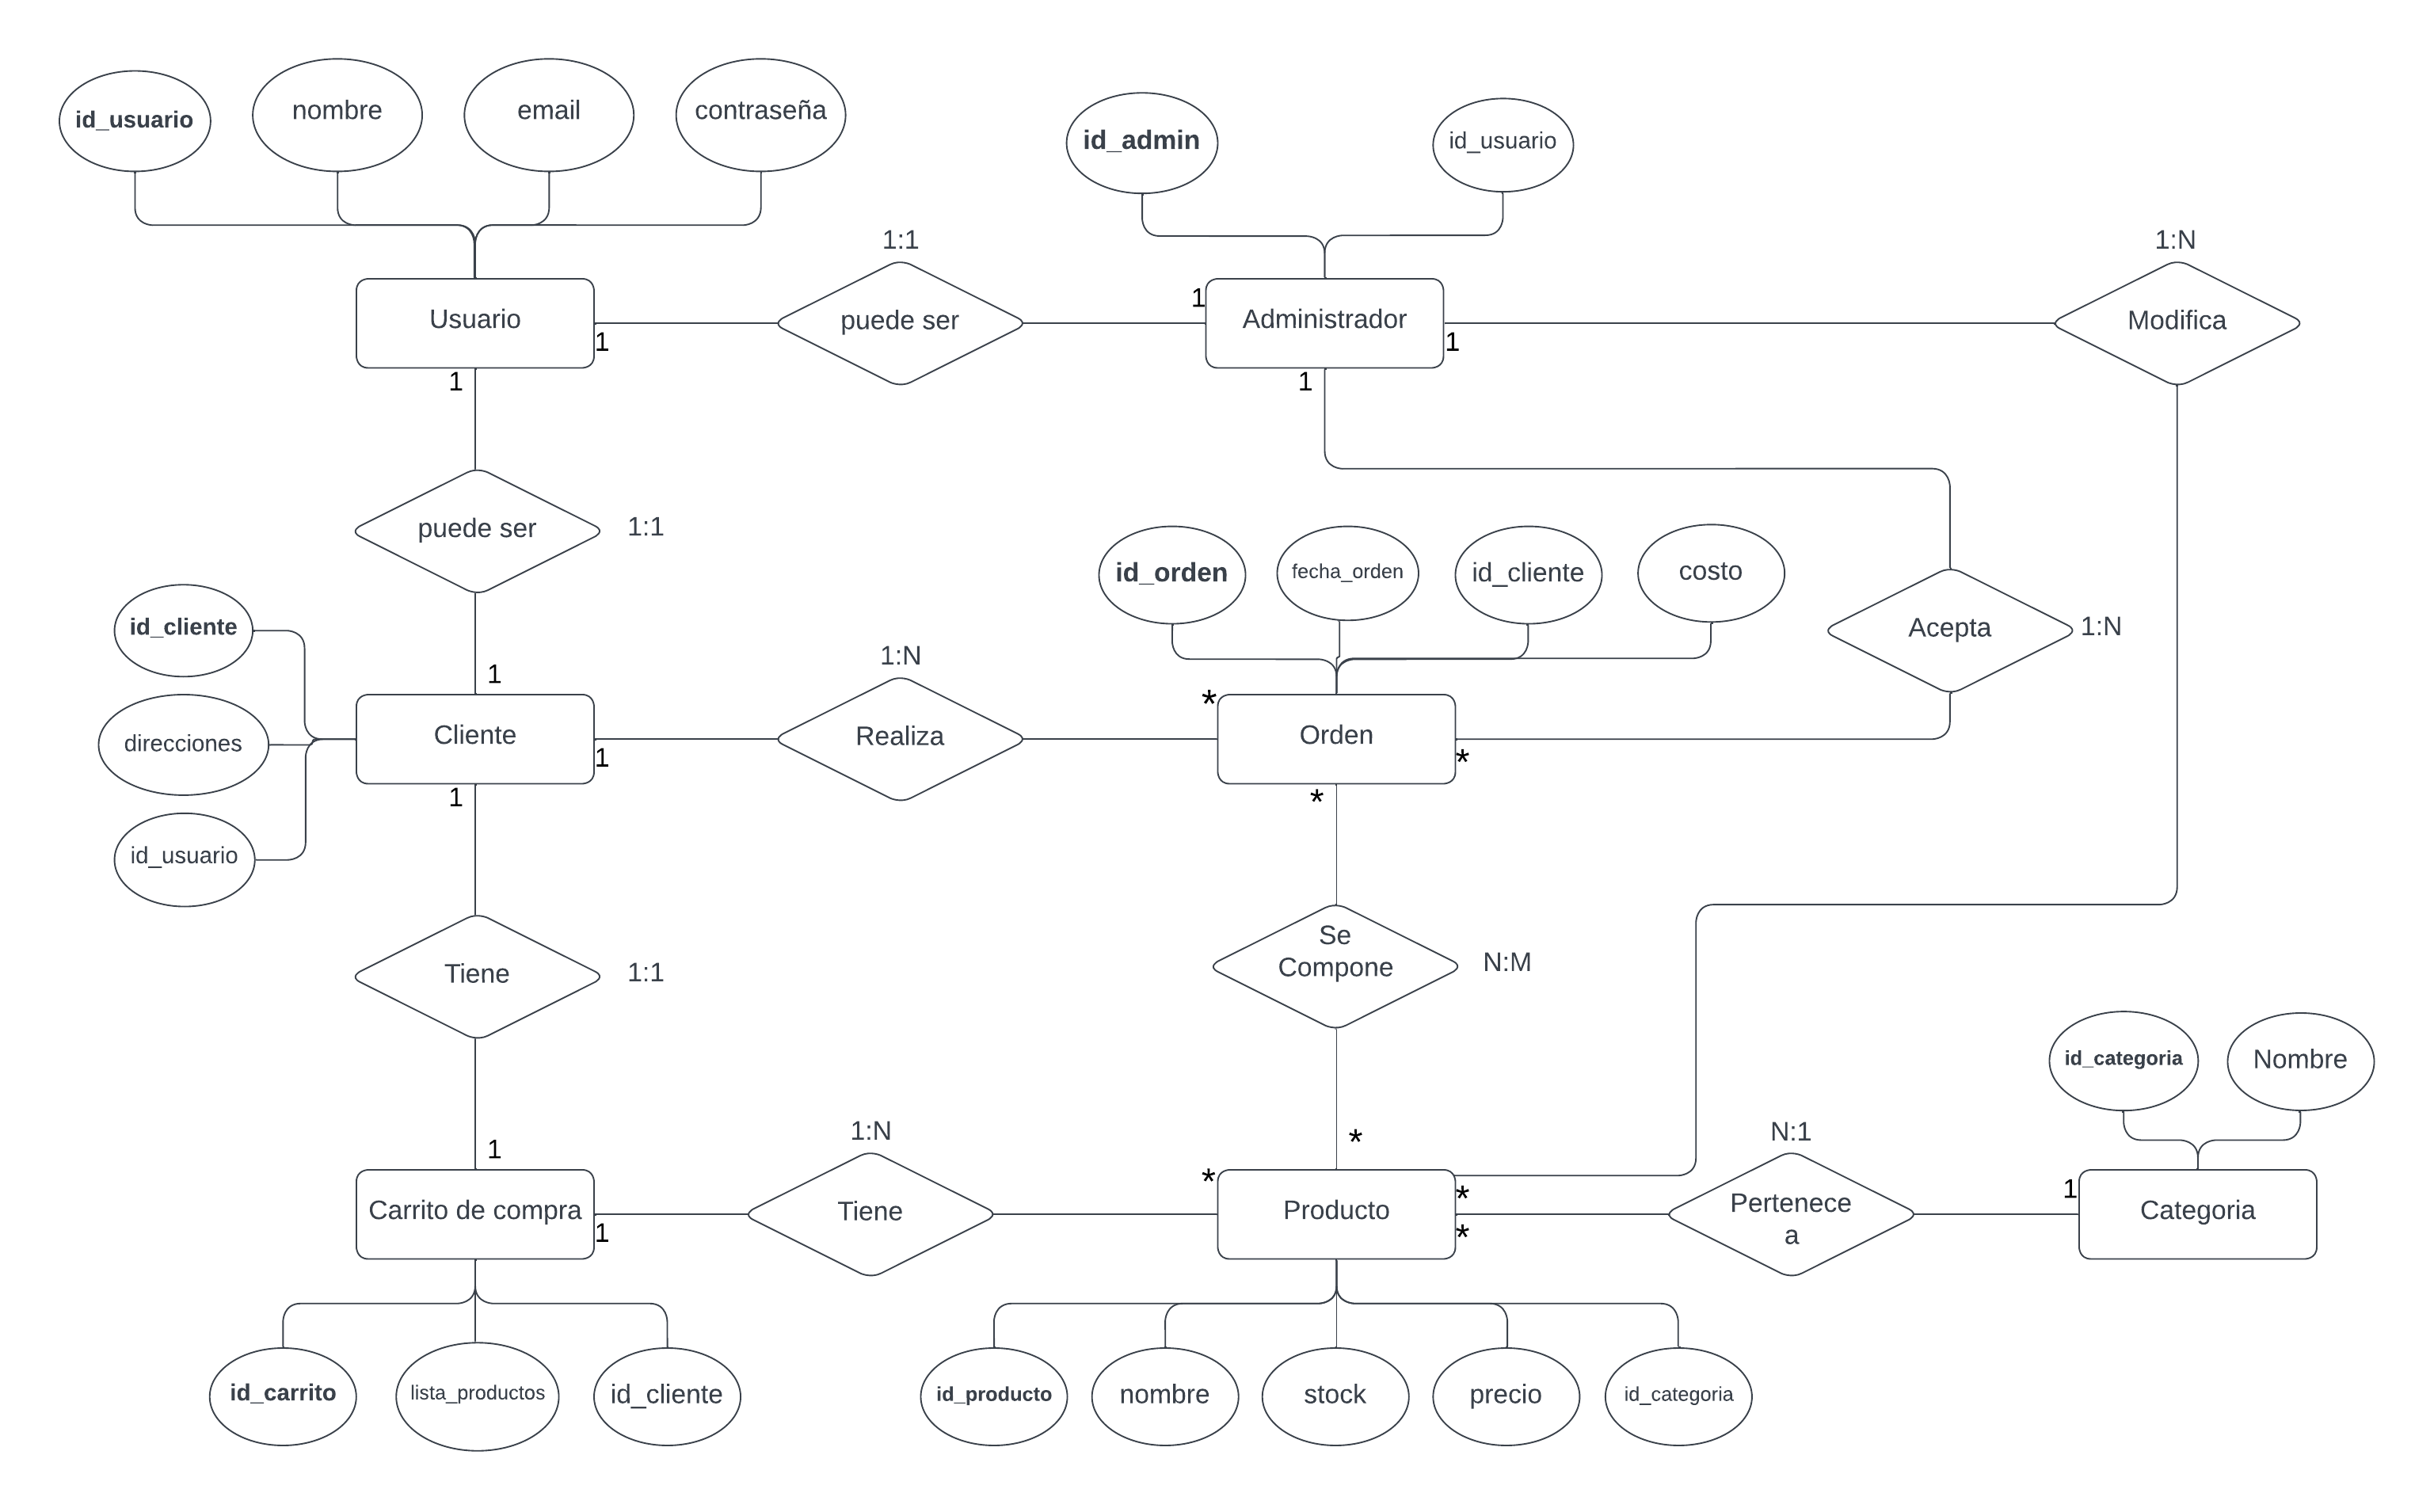 id_usuario
nombre
email
contraseña
id_admin
id_usuario
1:1
1:N
Usuario
1
1
puede ser
1
Administrador
1
1
Modifica
puede ser
1:1
id_orden
fecha_orden
id_cliente
costo
Acepta
1:N
id_cliente
direcciones
id_usuario
1
1:N
Cliente
1
1
Realiza
*
Orden
*
*
Tiene
1:1
Se
Compone
N:M
id_categoria
Nombre
1
1:N
*
N:1
Carrito de compra
1
Tiene
*
Producto
*
*
Pertenece
a
1
Categoria
id_carrito
lista_productos
id_cliente
id_producto
nombre
stock
precio
id_categoria